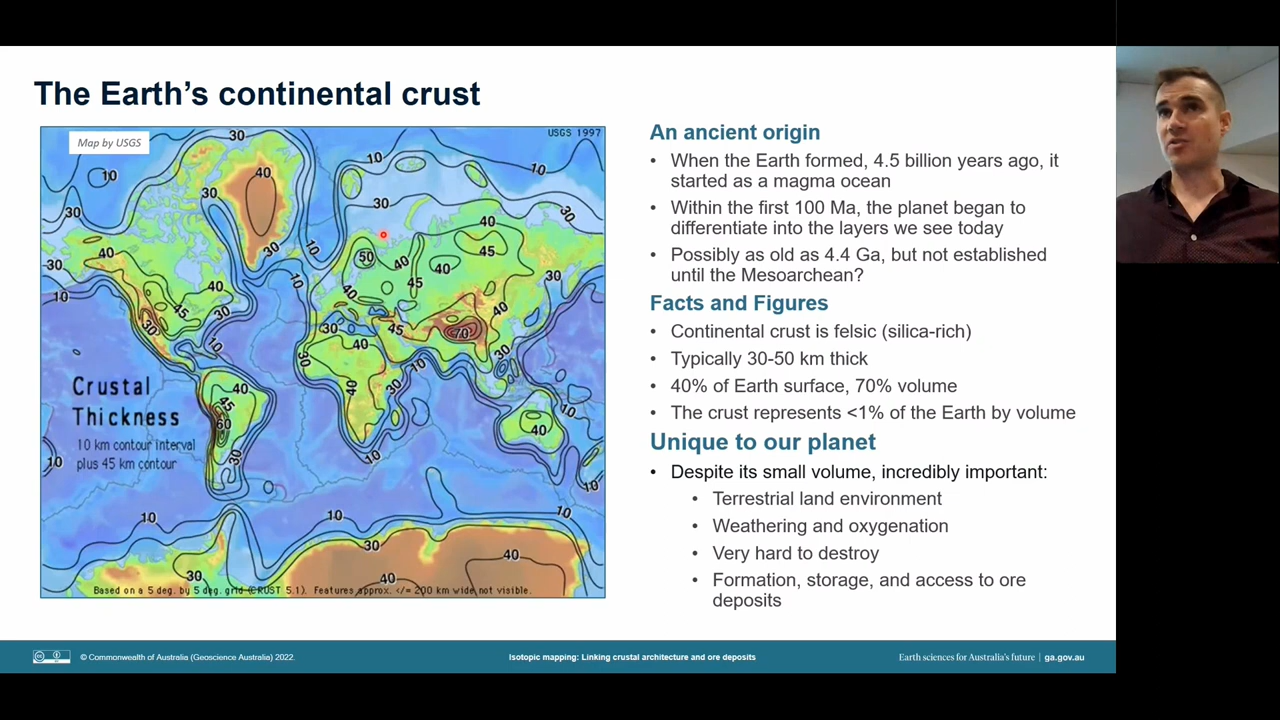 The Earth's continental crust
Map by USGS
USGS 1997
30
10
10
10
40
30
30
30
30
40
40
45
30
10
10
50
40
45
40
40
30
40
30
45
40
40
45
30
10
30
10
30
45
40
70
40
30
10
30
40
30
40
45
60
30
10
10
40
10
Crustal
Thickness
10 km contour interval
plus 45 km contour
10
10
10
10
30
40
30
40
Based on a 5 deg. by 5 deg. grid (CRUST 5.1). Features approx. </= 200 km wide not visible.
An ancient origin
• When the Earth formed, 4.5 billion years ago, it
started as a magma ocean
• Within the first 100 Ma, the planet began to
differentiate into the layers we see today
• Possibly as old as 4.4 Ga, but not established
until the Mesoarchean?
Facts and Figures
• Continental crust is felsic (silica-rich)
• Typically 30-50 km thick
• 40% of Earth surface, 70% volume
• The crust represents <1% of the Earth by volume
Unique to our planet
• Despite its small volume, incredibly important:
• Terrestrial land environment
• Weathering and oxygenation
• Very hard to destroy
• Formation, storage, and access to ore
deposits
© Commonwealth of Australia (Geoscience Australia) 2022.
Isotopic mapping: Linking crustal architecture and ore deposits
Earth sciences for Australia's future | ga.gov.au